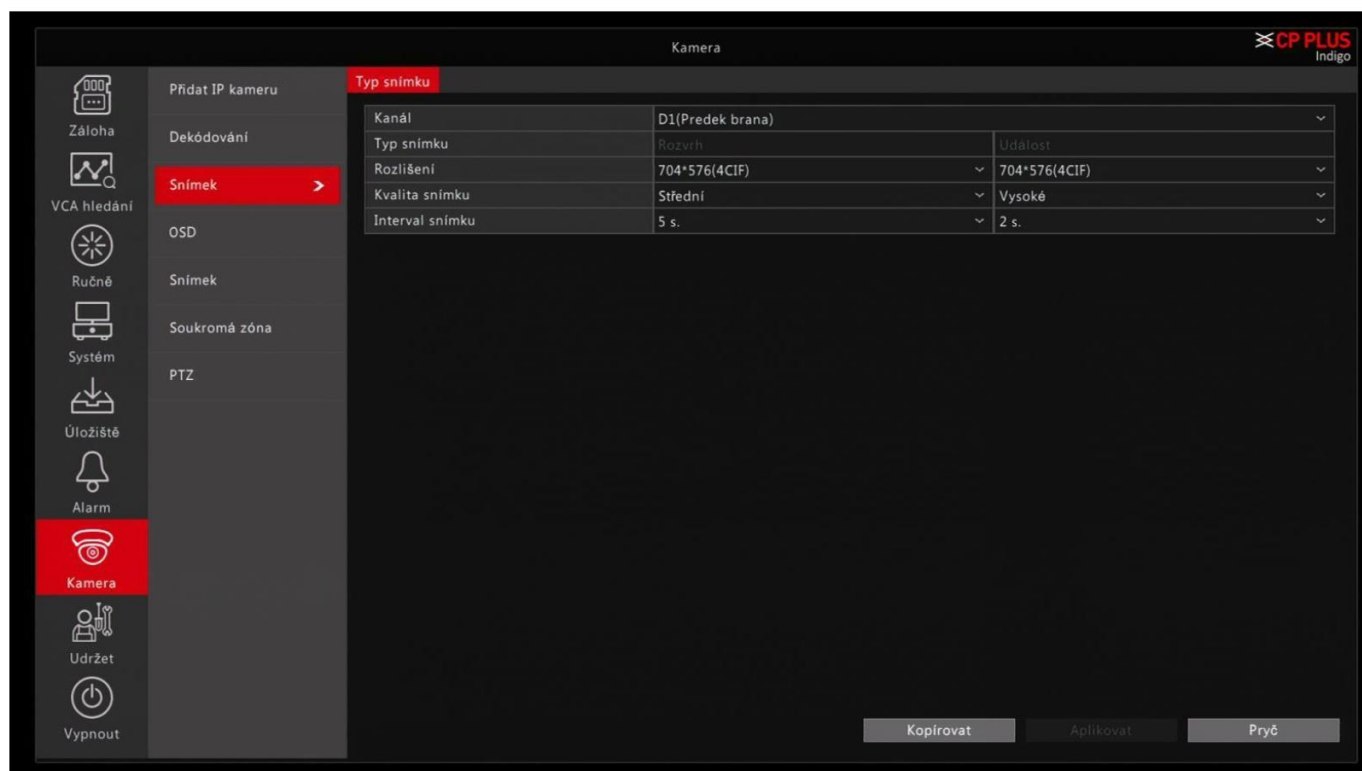 Kamera
CP PLUS
Indigo
Záloha
VCA hledání
Ručně
Systém
Úložiště
Alarm
Kamera
Udržet
Vypnout
Přidat IP kameru
Dekódování
Snímek >
OSD
Snímek
Soukromá zóna
PTZ
Typ snímku
Kanál D1(Predek brana)
Typ snímku Rozvrh Událost
Rozlišení 704*576(4CIF) 704*576(4CIF)
Kvalita snímku Střední Vysoké
Interval snímku 5 s. 2 s.
Kopírovat Aplikovat Pryč